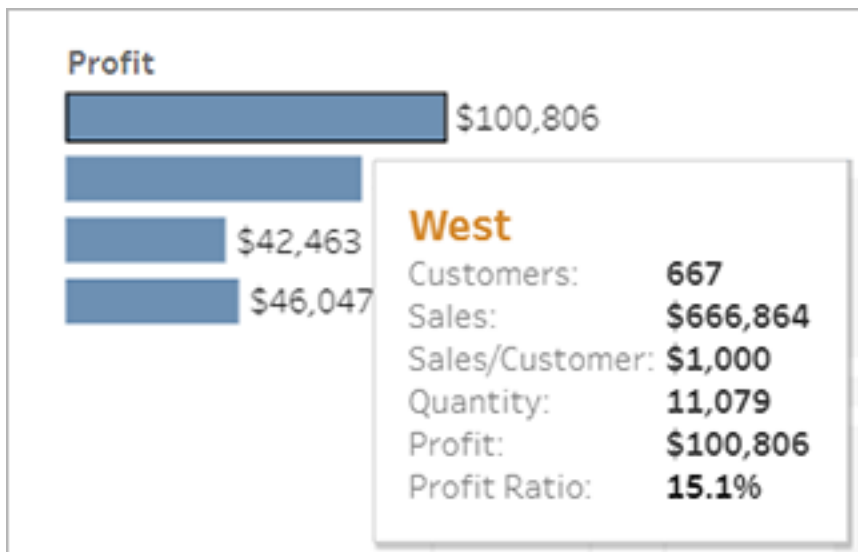 Profit
$100,806
$42,463
$46,047
West
Customers: 667
Sales: $666,864
Sales/Customer: $1,000
Quantity: 11,079
Profit: $100,806
Profit Ratio: 15.1%